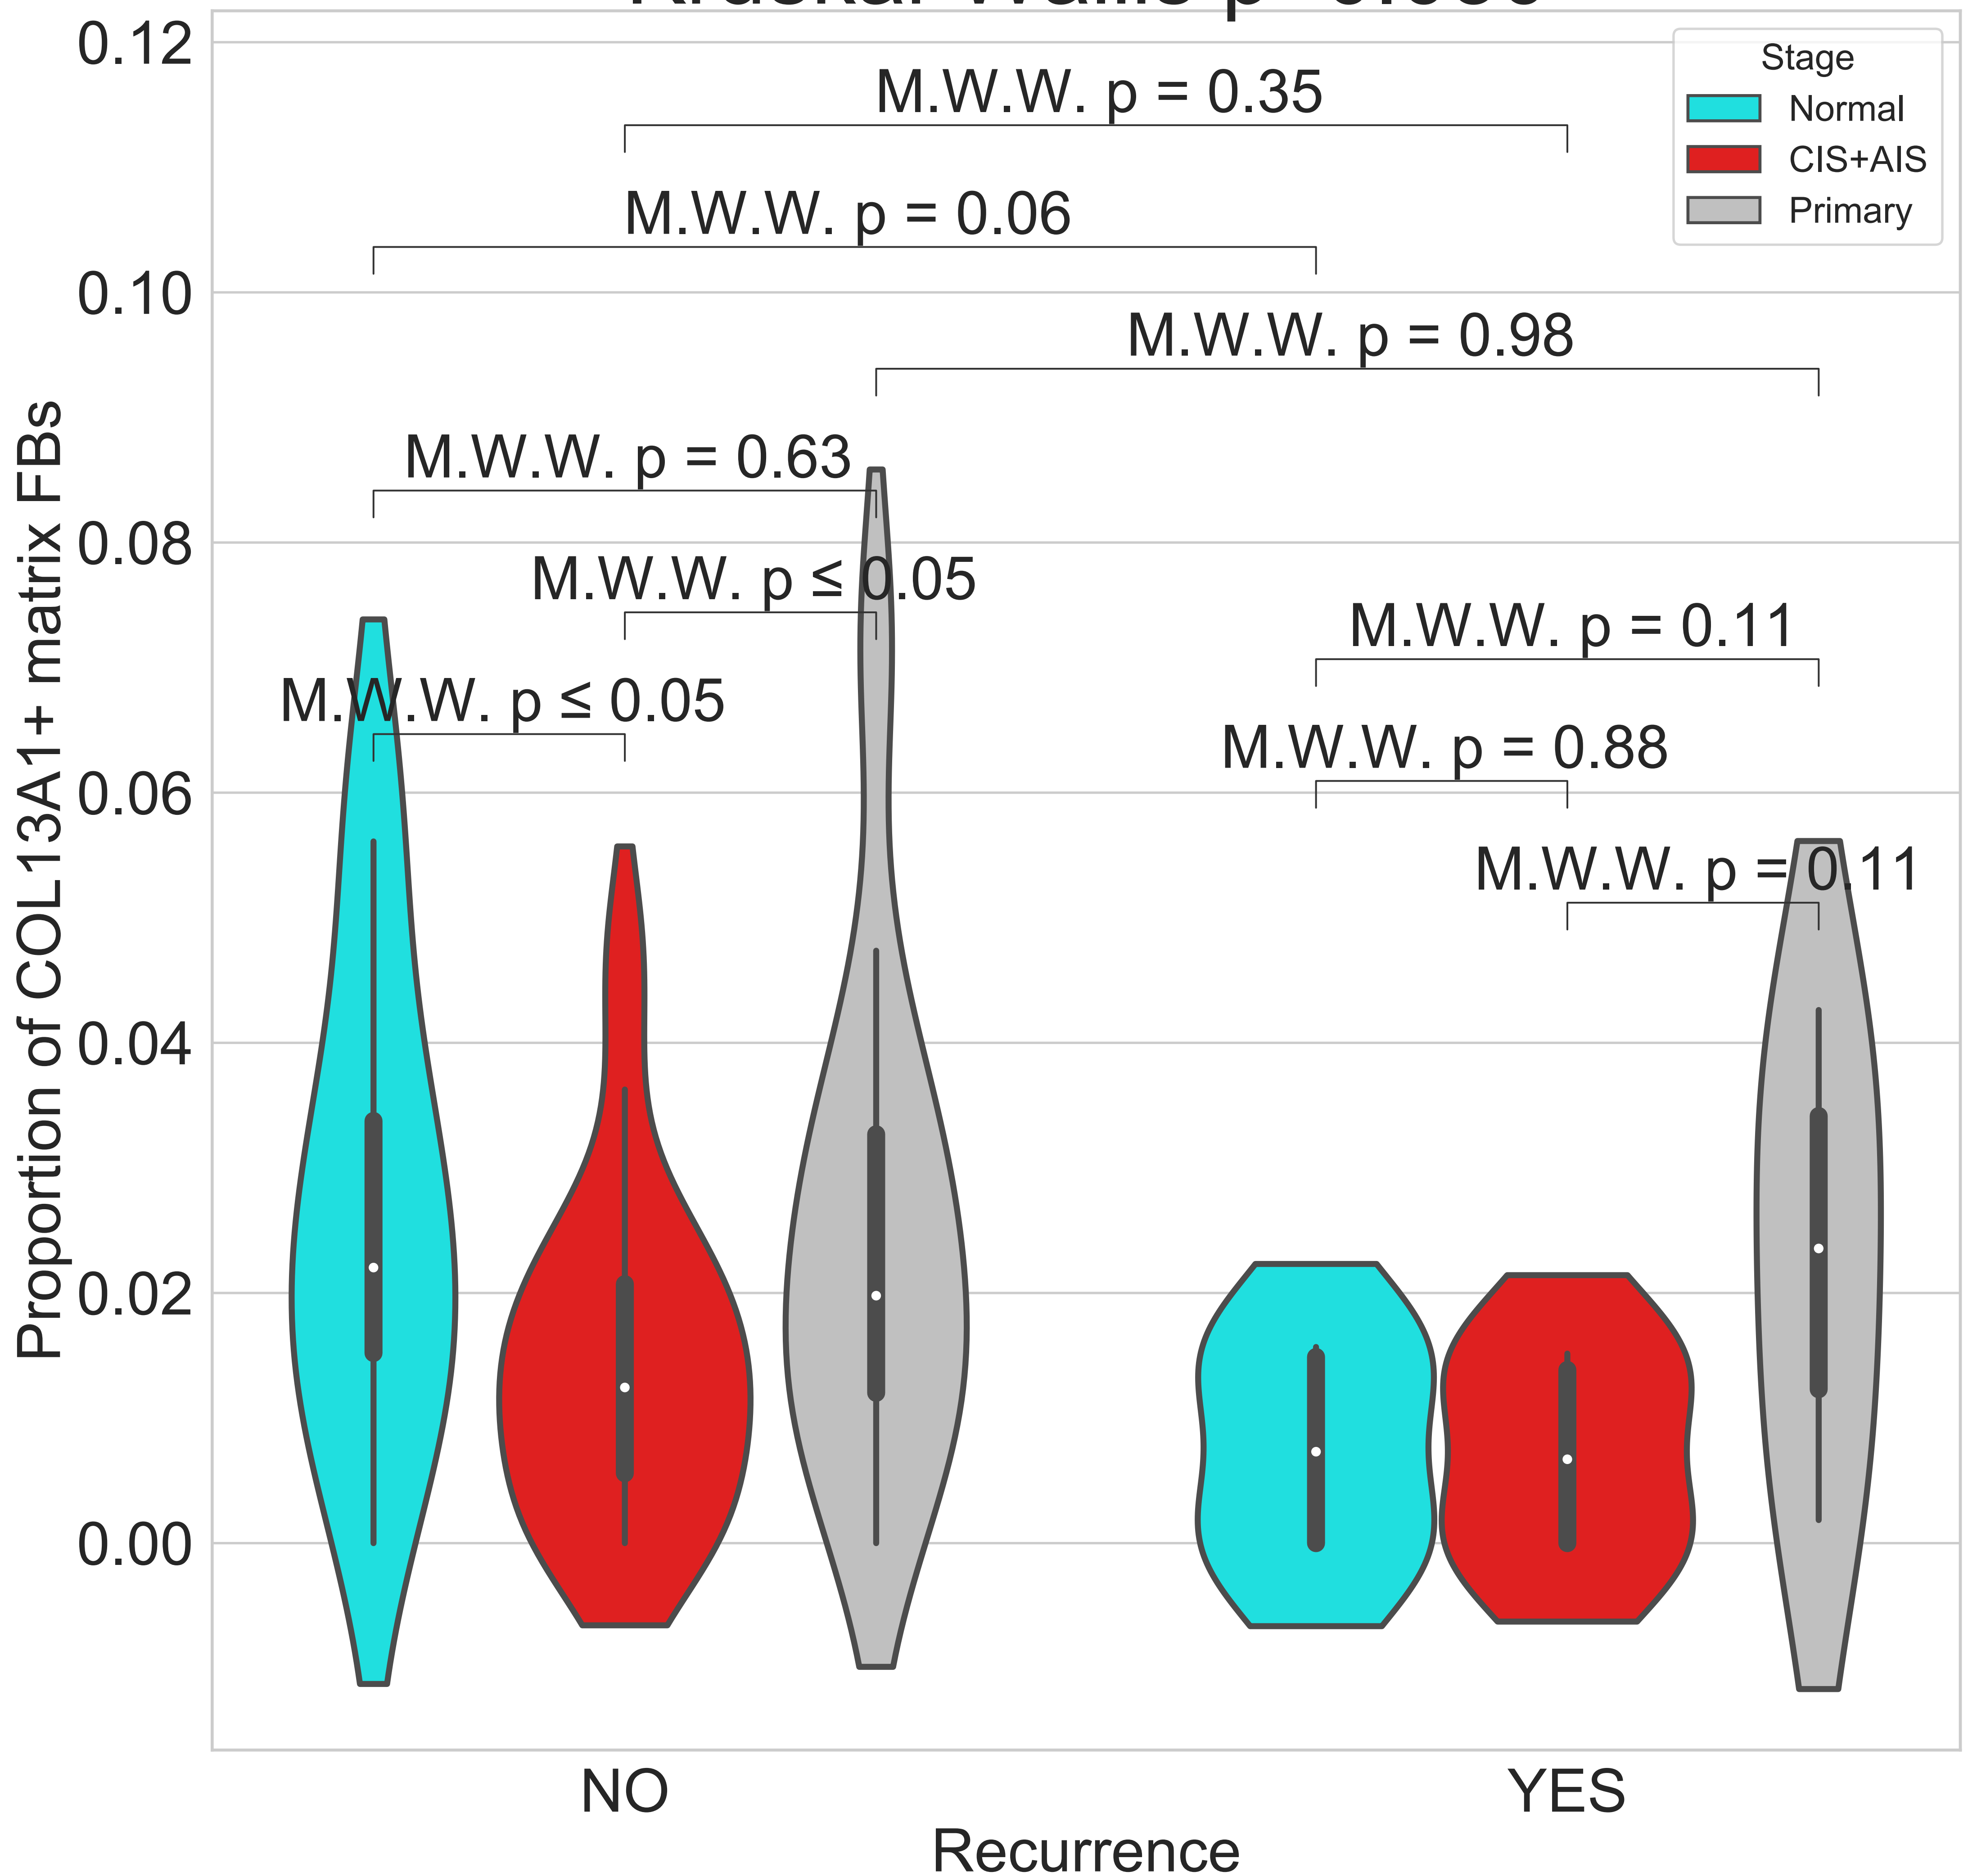 0.12
0.10
0.08
0.06
0.04
0.02
0.00
Proportion of COL13A1+ matrix FBs
Stage
Normal
CIS+AIS
Primary
M.W.W. p = 0.35
M.W.W. p = 0.06
M.W.W. p = 0.98
M.W.W. p = 0.63
M.W.W. p ≤ 0.05
M.W.W. p = 0.11
M.W.W. p ≤ 0.05
M.W.W. p = 0.88
M.W.W. p = 0.11
NO
YES
Recurrence